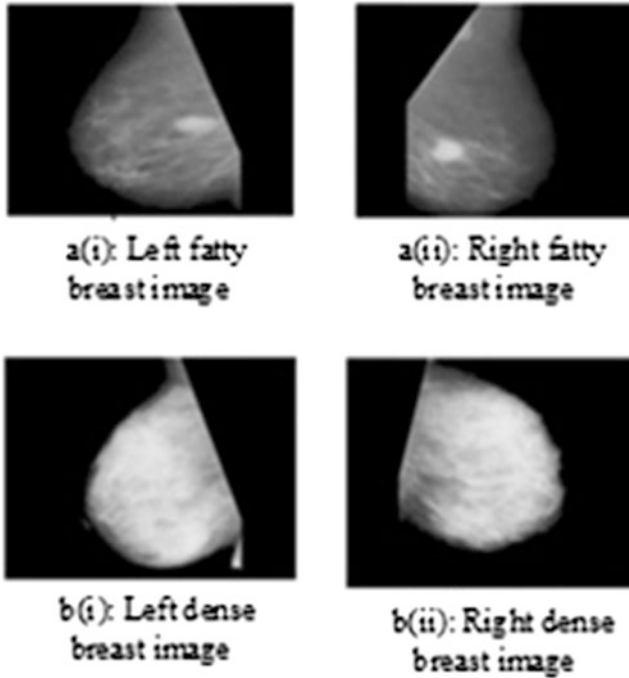 a(i): Left fatty
breast image
a(ii): Right fatty
breast image
b(i): Left dense
breast image
b(ii): Right dense
breast image